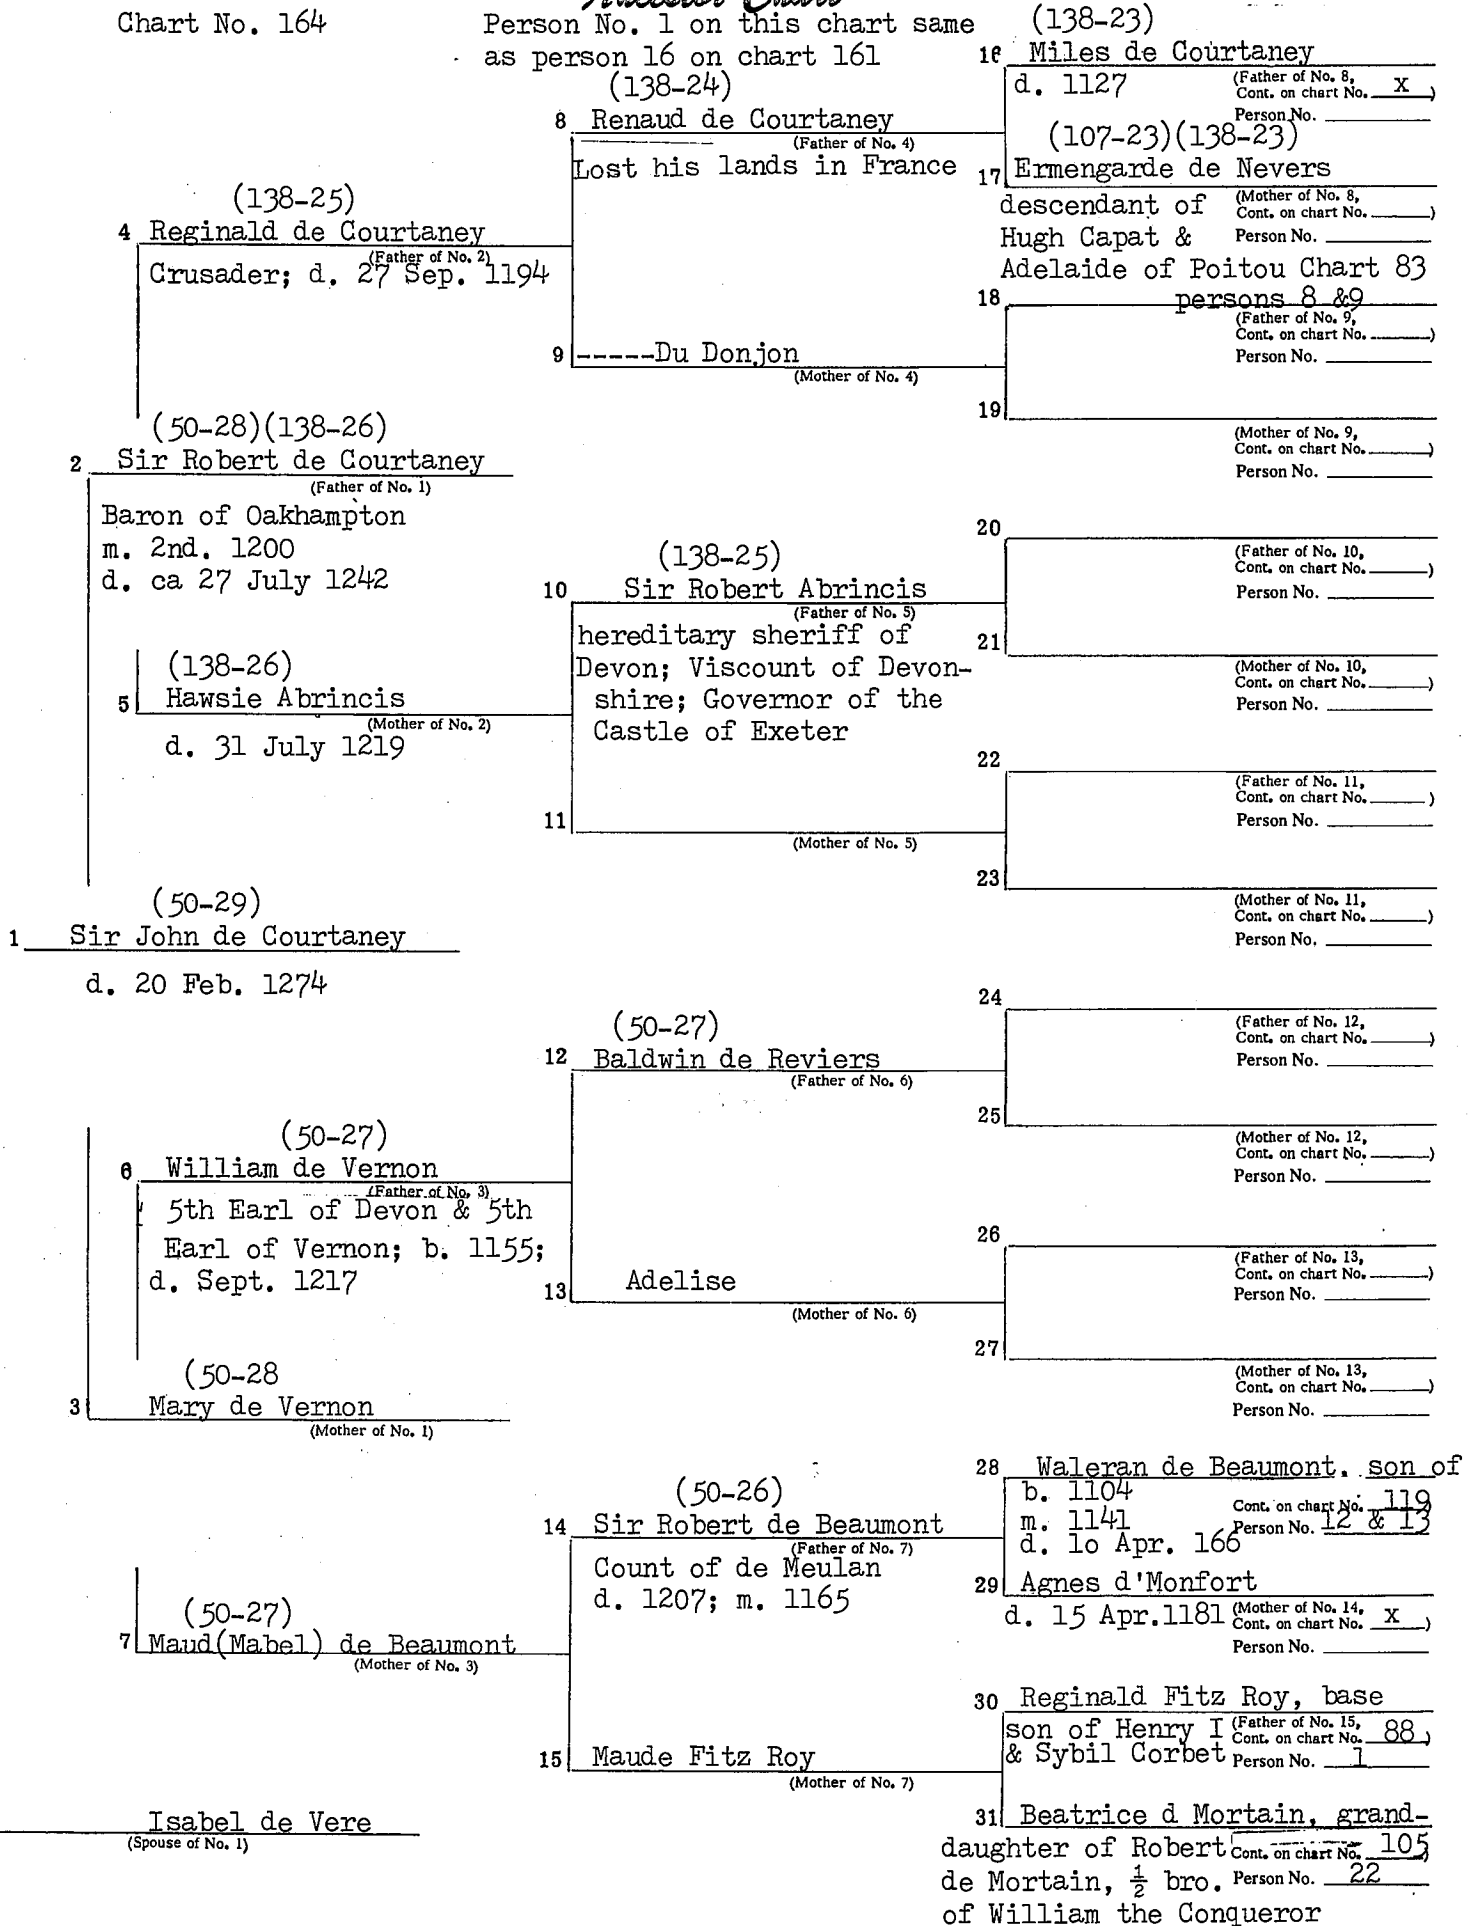 Ancestor Chart
Chart No. 164
Person No. 1 on this chart same
as person 16 on chart 161
(138-23)
16 Miles de Courtaney
d. 1127
(Father of No. 8,
Cont. on chart No. x )
Person No.
(138-24)
8 Renaud de Courtaney
(Father of No. 4)
Lost his lands in France
(107-23)(138-23)
17 Ermengarde de Nevers
descendant of
Hugh Capat &
Adelaide of Poitou Chart 83
persons 8 &9
(Mother of No. 8,
Cont. on chart No. )
Person No.
(138-25)
4 Reginald de Courtaney
(Father of No. 2)
Crusader; d. 27 Sep. 1194
18
(Father of No. 9,
Cont. on chart No. )
Person No.
9 -----Du Donjon
(Mother of No. 4)
19
(Mother of No. 9,
Cont. on chart No. )
Person No.
(50-28)(138-26)
2 Sir Robert de Courtaney
(Father of No. 1)
Baron of Oakhampton
m. 2nd. 1200
d. ca 27 July 1242
20
(Father of No. 10,
Cont. on chart No. )
Person No.
(138-25)
10 Sir Robert Abrincis
(Father of No. 5)
hereditary sheriff of
Devon; Viscount of Devon-
shire; Governor of the
Castle of Exeter
21
(Mother of No. 10,
Cont. on chart No. )
Person No.
(138-26)
5 Hawsie Abrincis
(Mother of No. 2)
d. 31 July 1219
22
(Father of No. 11,
Cont. on chart No. )
Person No.
11
(Mother of No. 5)
23
(Mother of No. 11,
Cont. on chart No. )
Person No.
(50-29)
1 Sir John de Courtaney
d. 20 Feb. 1274
24
(Father of No. 12,
Cont. on chart No. )
Person No.
(50-27)
12 Baldwin de Reviers
(Father of No. 6)
25
(Mother of No. 12,
Cont. on chart No. )
Person No.
(50-27)
6 William de Vernon
(Father of No. 3)
5th Earl of Devon & 5th
Earl of Vernon; b. 1155;
d. Sept. 1217
26
(Father of No. 13,
Cont. on chart No. )
Person No.
13 Adelise
(Mother of No. 6)
27
(Mother of No. 13,
Cont. on chart No. )
Person No.
(50-28
3 Mary de Vernon
(Mother of No. 1)
28 Waleran de Beaumont. son of
b. 1104
m. 1141
d. 1o Apr. 166
Cont. on chart No. 119
Person No. 12 & 13
(50-26)
14 Sir Robert de Beaumont
(Father of No. 7)
Count of de Meulan
d. 1207; m. 1165
29 Agnes d'Monfort
d. 15 Apr.1181
(Mother of No. 14,
Cont. on chart No. x )
Person No.
(50-27)
7 Maud(Mabel) de Beaumont
(Mother of No. 3)
30 Reginald Fitz Roy, base
son of Henry I
& Sybil Corbet
(Father of No. 15,
Cont. on chart No. 88 )
Person No. 1
15 Maude Fitz Roy
(Mother of No. 7)
31 Beatrice d Mortain, grand-
daughter of Robert
de Mortain, ½ bro.
of William the Conqueror
Cont. on chart No. 105
Person No. 22
Isabel de Vere
(Spouse of No. 1)